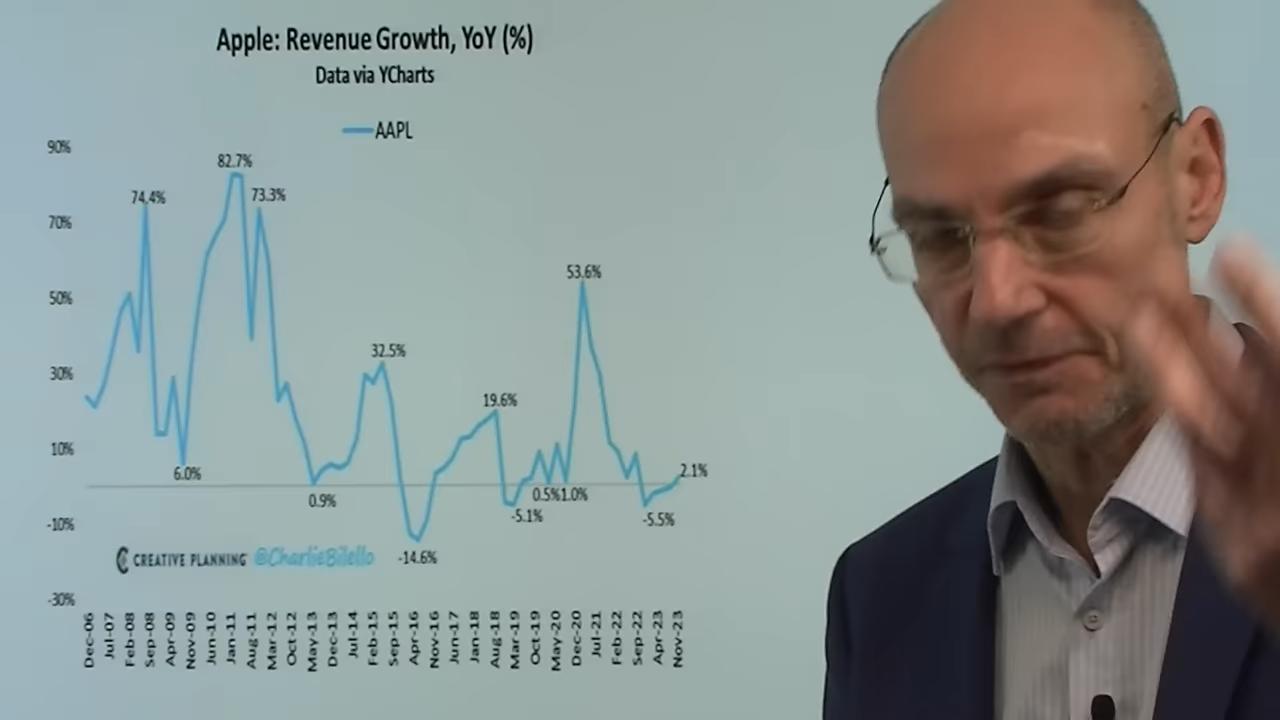 Apple: Revenue Growth, YoY (%)
Data via YCharts
AAPL
90%
70%
50%
30%
10%
-10%
-30%
74.4%
82.7%
73.3%
6.0%
0.9%
32.5%
-14.6%
19.6%
-5.1%
0.5%
1.0%
53.6%
-5.5%
2.1%
CREATIVE PLANNING @CharlieBilello
Dec-06
Jul-07
Feb-08
Sep-08
Apr-09
Nov-09
Jun-10
Jan-11
Aug-11
Mar-12
Oct-12
May-13
Dec-13
Jul-14
Feb-15
Sep-15
Apr-16
Nov-16
Jun-17
Jan-18
Aug-18
Mar-19
Oct-19
May-20
Dec-20
Jul-21
Feb-22
Sep-22
Apr-23
Nov-23